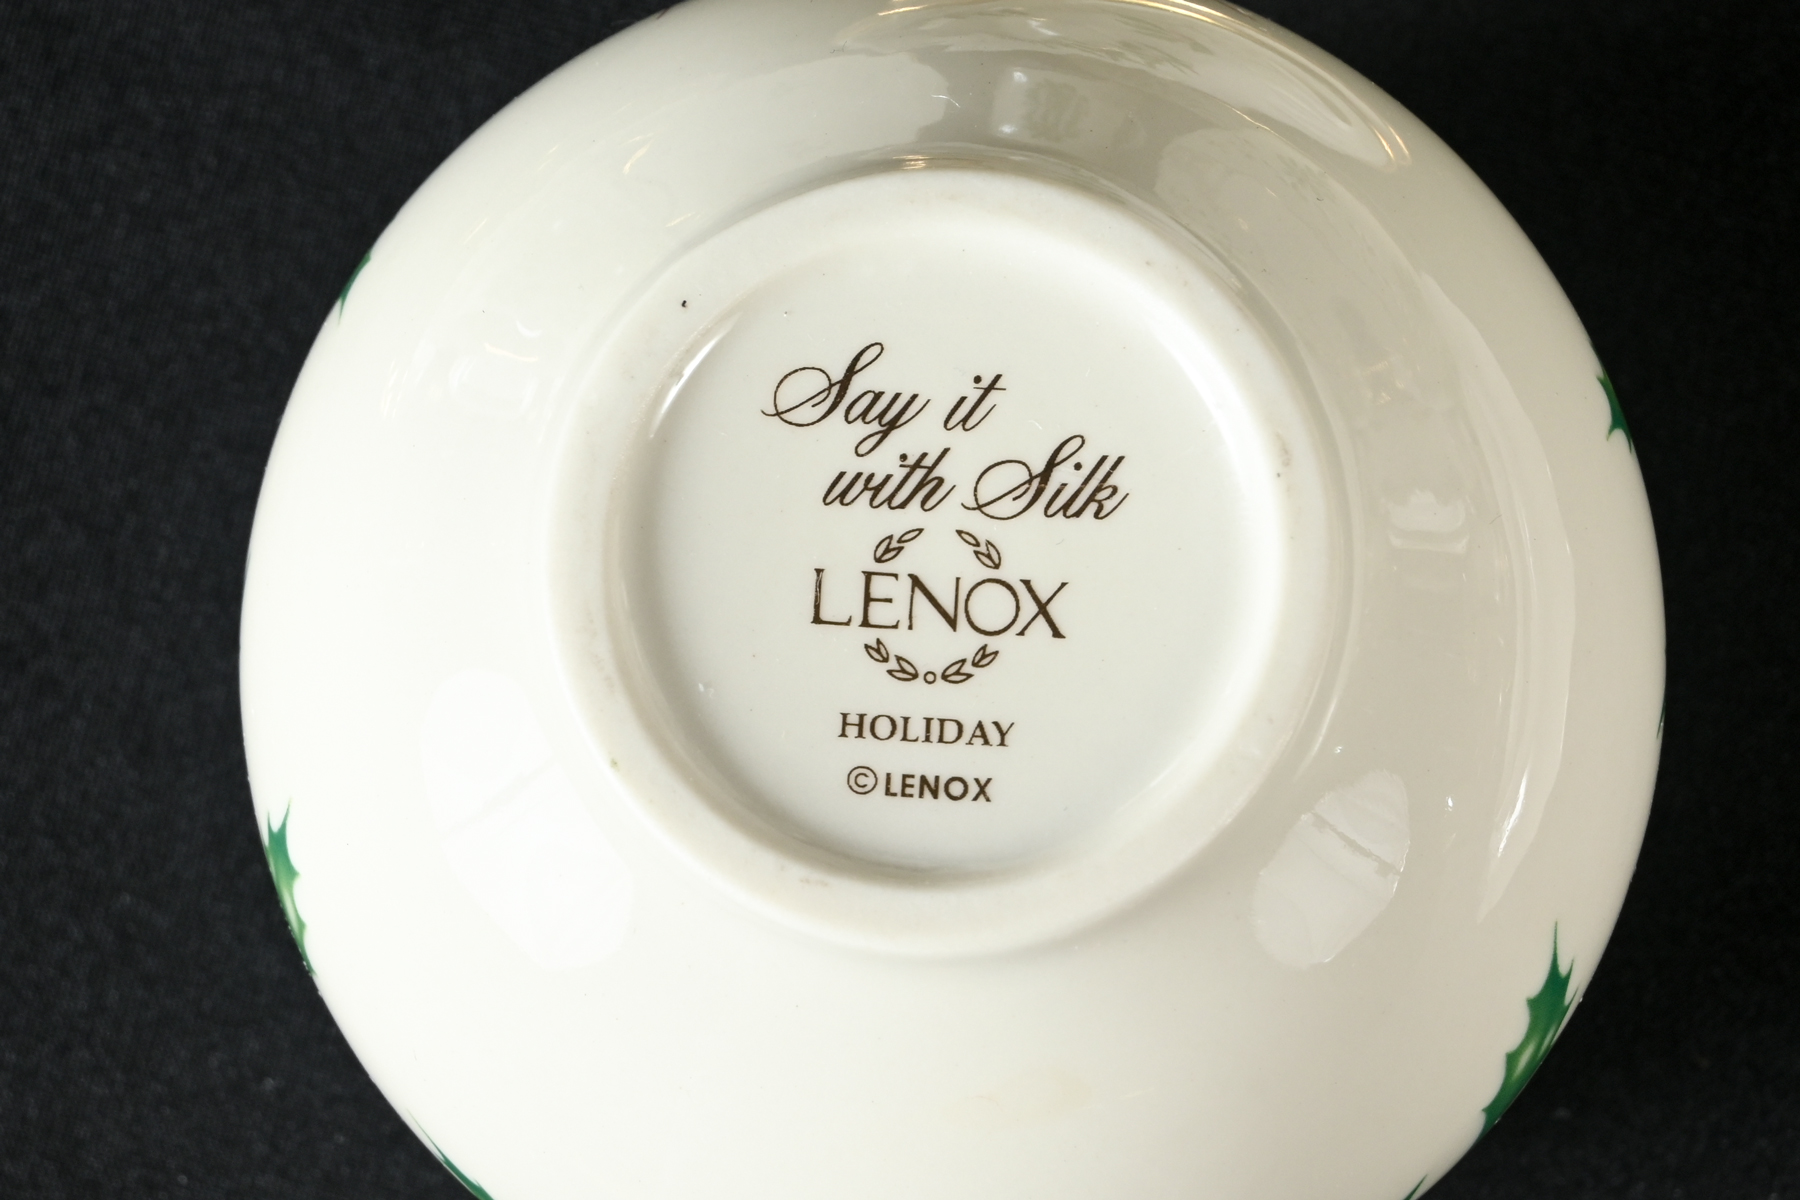 Say it
with Silk
LENOX
HOLIDAY
© LENOX